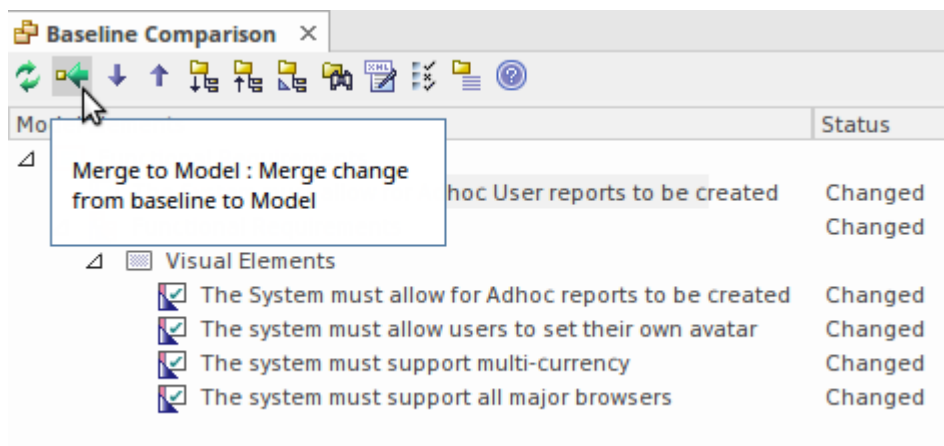 Baseline Comparison
XML
Mo
Status
Merge to Model : Merge change
from baseline to Model
hoc User reports to be created Changed
Changed
Visual Elements
The System must allow for Adhoc reports to be created Changed
The system must allow users to set their own avatar Changed
The system must support multi-currency Changed
The system must support all major browsers Changed